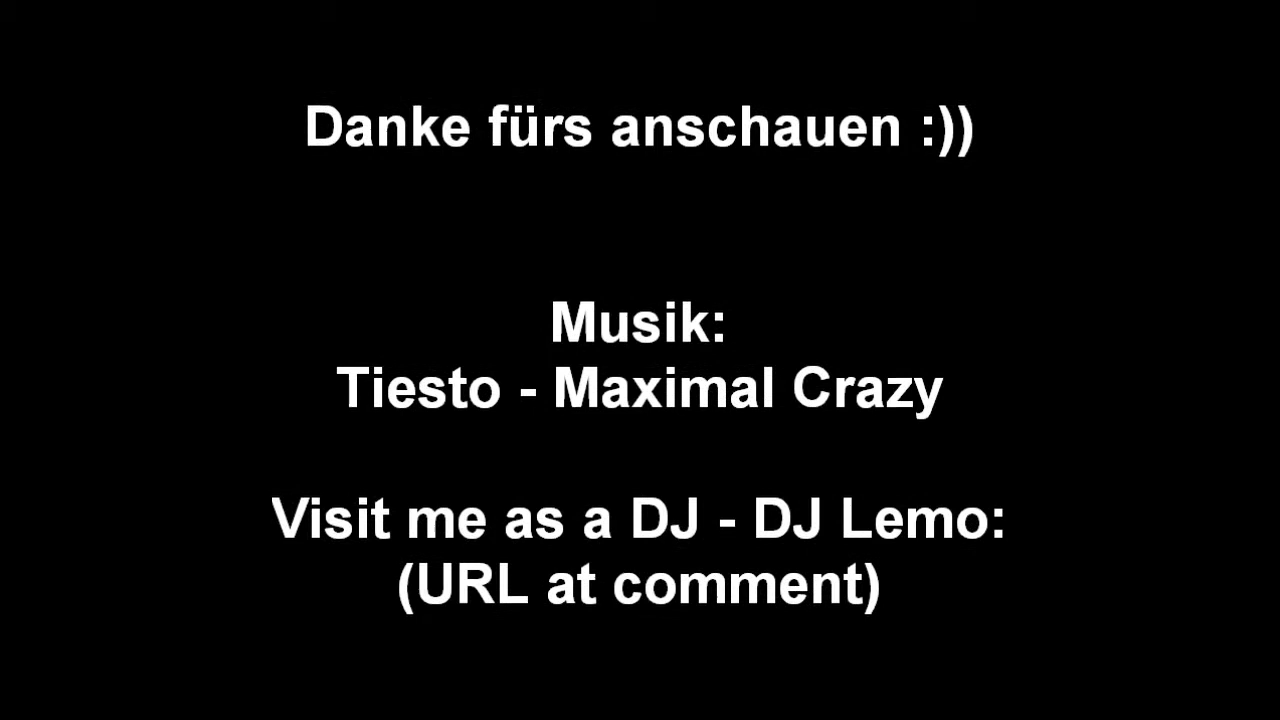 Danke fürs anschauen :))
Musik:
Tiesto - Maximal Crazy
Visit me as a DJ - DJ Lemo:
(URL at comment)